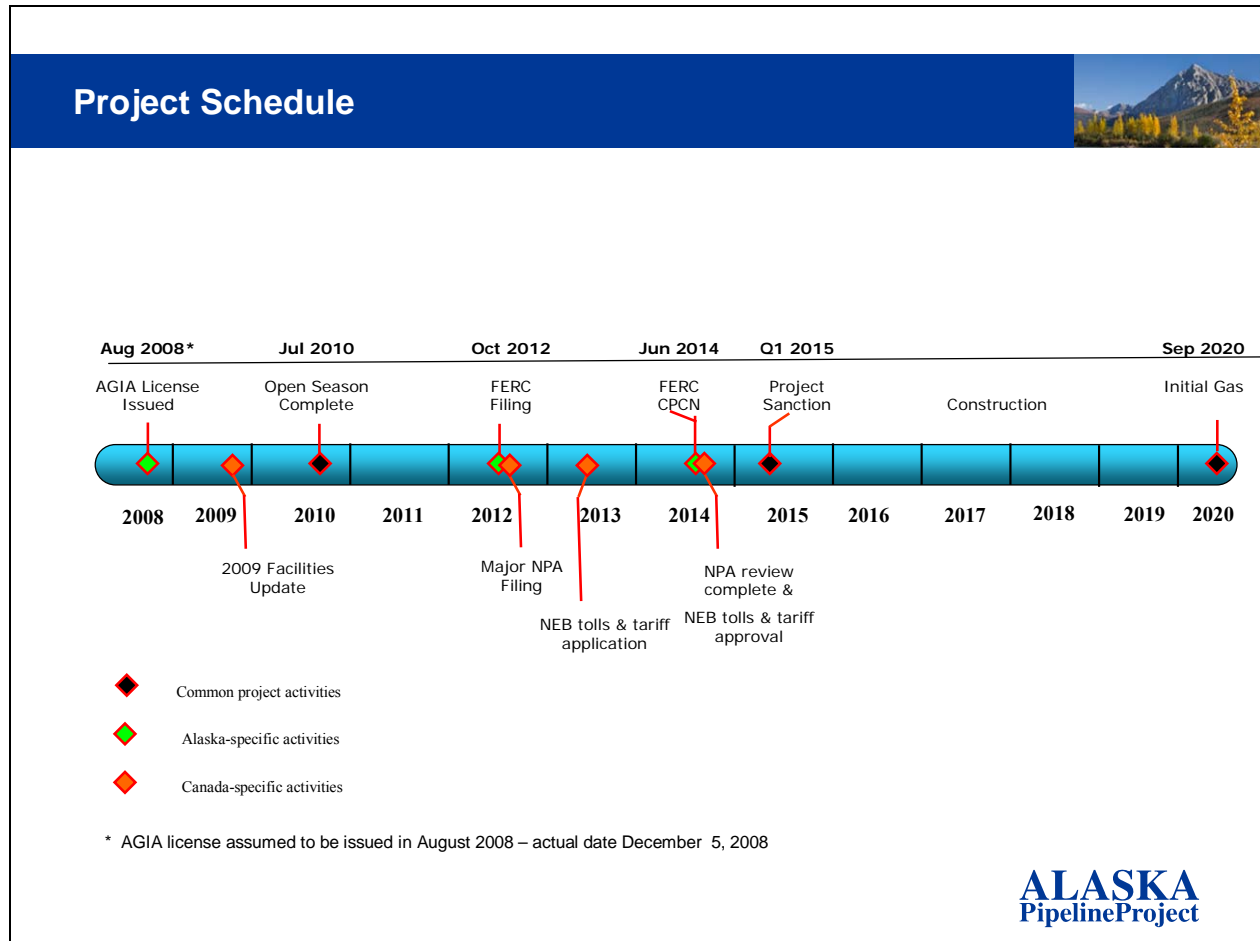 Project Schedule
Aug 2008* Jul 2010 Oct 2012 Jun 2014 Q1 2015 Sep 2020
AGIA License
Issued
Open Season
Complete
FERC
Filing
FERC
CPCN
Project
Sanction
Construction
Initial Gas
2008 2009 2010 2011 2012 2013 2014 2015 2016 2017 2018 2019 2020
2009 Facilities
Update
Major NPA
Filing
NEB tolls & tariff
application
NPA review
complete &
NEB tolls & tariff
approval
Common project activities
Alaska-specific activities
Canada-specific activities
* AGIA license assumed to be issued in August 2008 – actual date December 5, 2008
ALASKA
PipelineProject